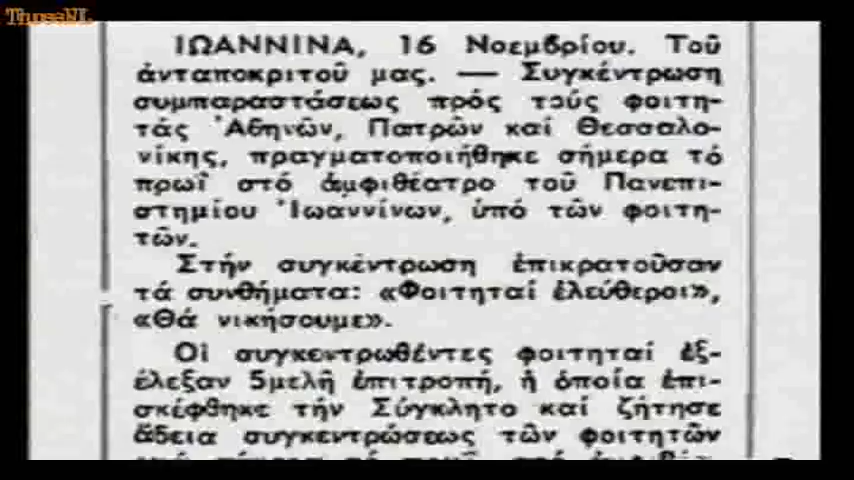 ThyssaNL
ΙΩΑΝΝΙΝΑ, 16 Νοεμβρίου. Τοῦ
ἀνταποκριτοῦ μας. — Συγκέντρωση
συμπαραστάσεως πρός τούς φοιτη-
τάς Ἀθηνῶν, Πατρῶν καί Θεσσαλο-
νίκης, πραγματοποιήθηκε σήμερα τό
πρωΐ στό ἀμφιθέατρο τοῦ Πανεπι-
στημίου Ἰωαννίνων, ὑπό τῶν φοιτη-
τῶν.
Στήν συγκέντρωση ἐπικρατοῦσαν
τά συνθήματα: «Φοιτηταί ἐλεύθεροι»,
«Θά νικήσουμε».
Οἱ συγκεντρωθέντες φοιτηταί ἐξ-
έλεξαν 5μελῆ ἐπιτροπή, ἡ ὁποία ἐπι-
σκέφθηκε τήν Σύγκλητο καί ζήτησε
ἄδεια συγκεντρώσεως τῶν φοιτητῶν